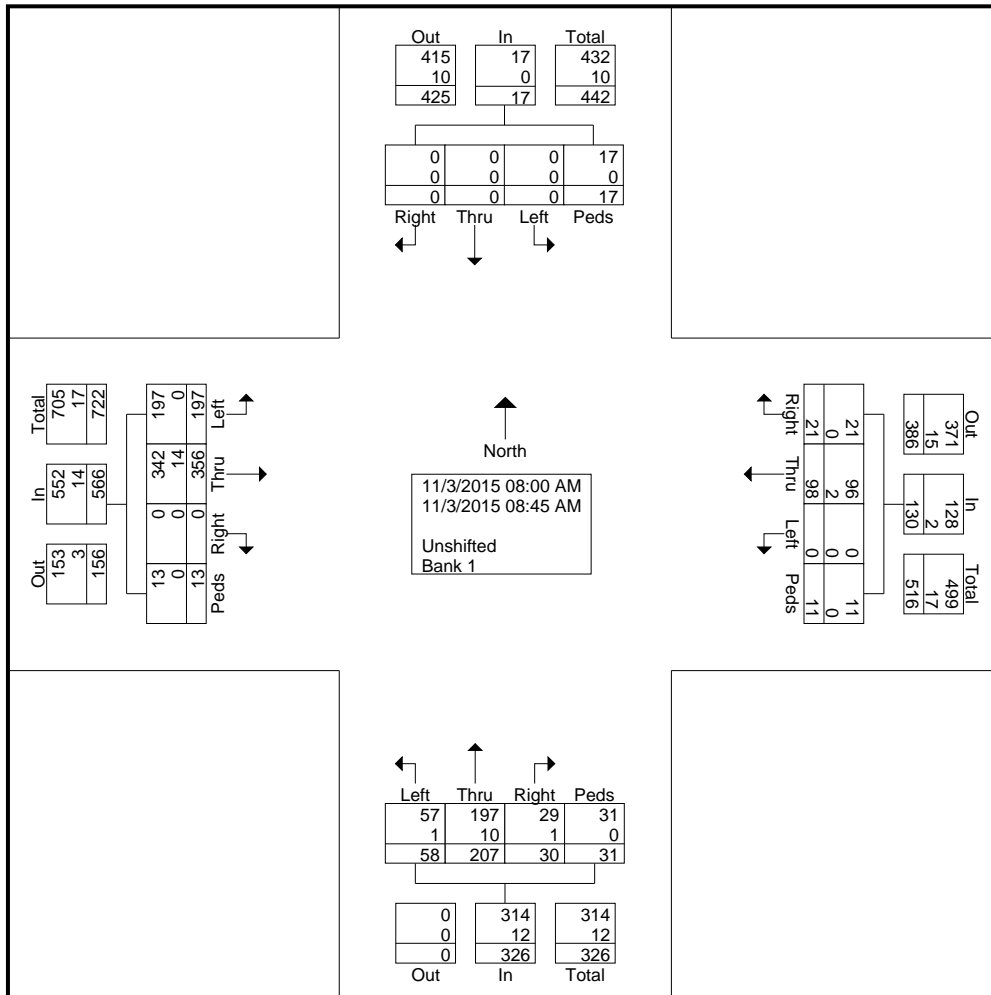 Out In Total
415 17 432
10 0 10
425 17 442
0 0 0 17
0 0 0 0
0 0 0 17
Right Thru Left Peds
Total In Out
705 552 153
17 14 3
722 566 156
197 342 0 13
0 14 0 0
197 356 0 13
Left Thru Right Peds
North
11/3/2015 08:00 AM
11/3/2015 08:45 AM
Unshifted
Bank 1
Out In Total
371 128 499
15 2 17
386 130 516
21 96 0 11
0 2 0 0
21 98 0 11
Right Thru Left Peds
Left Thru Right Peds
57 197 29 31
1 10 1 0
58 207 30 31
0 314 314
0 12 12
0 326 326
Out In Total